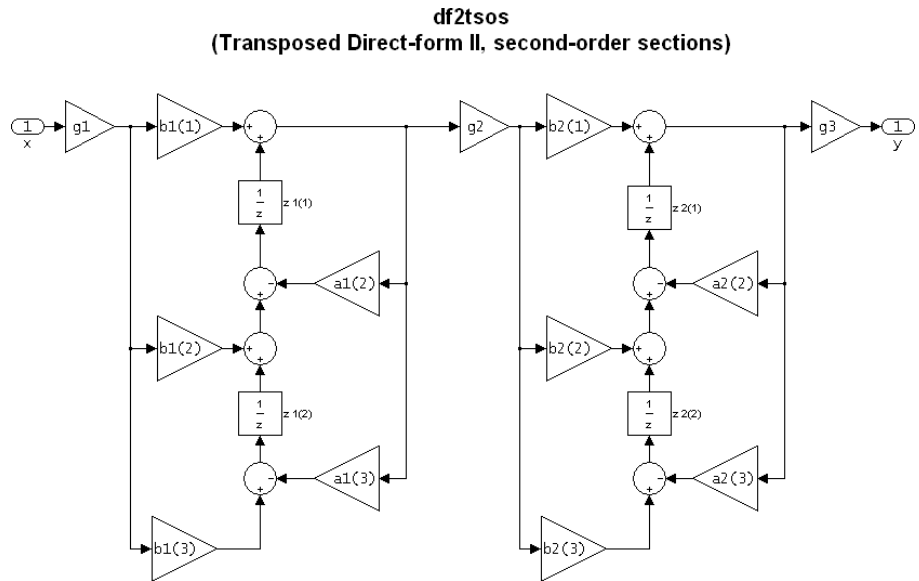 df2tsos
(Transposed Direct-form II, second-order sections)
1
x
g1
b1(1)
+
+
g2
b2(1)
+
+
g3
1
y
1
z
z 1(1)
1
z
z 2(1)
+
-
a1(2)
+
-
a2(2)
b1(2)
+
+
b2(2)
+
+
1
z
z 1(2)
1
z
z 2(2)
+
-
a1(3)
+
-
a2(3)
b1(3)
b2(3)